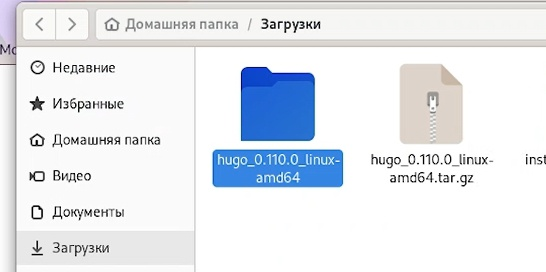 Домашняя папка / Загрузки
Мо
Недавние
Избранные
Домашняя папка
Видео
Документы
Загрузки
hugo_0.110.0_linux-
amd64
hugo_0.110.0_linux-
amd64.tar.gz
inst